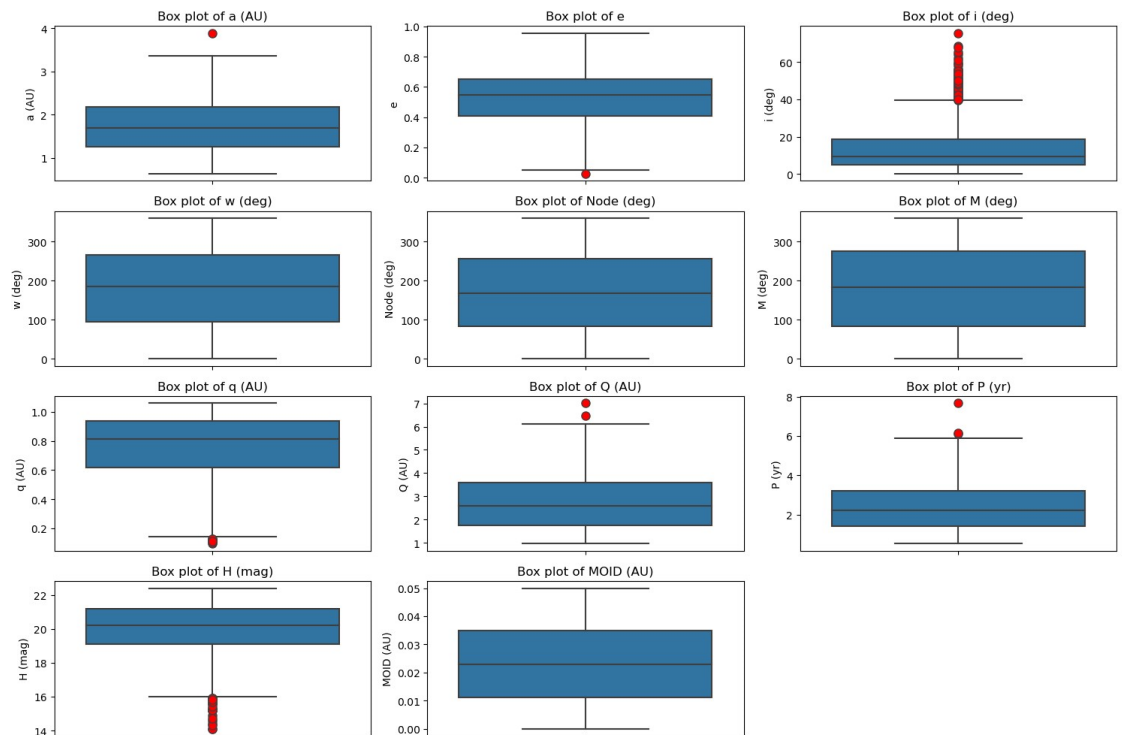 Box plot of a (AU)
a (AU)
4
3
2
1
Box plot of e
e
1.0
0.8
0.6
0.4
0.2
0.0
Box plot of i (deg)
i (deg)
60
40
20
0
Box plot of w (deg)
w (deg)
300
200
100
0
Box plot of Node (deg)
Node (deg)
300
200
100
0
Box plot of M (deg)
M (deg)
300
200
100
0
Box plot of q (AU)
q (AU)
1.0
0.8
0.6
0.4
0.2
Box plot of Q (AU)
Q (AU)
7
6
5
4
3
2
1
Box plot of P (yr)
P (yr)
8
6
4
2
Box plot of H (mag)
H (mag)
22
20
18
16
14
Box plot of MOID (AU)
MOID (AU)
0.05
0.04
0.03
0.02
0.01
0.00